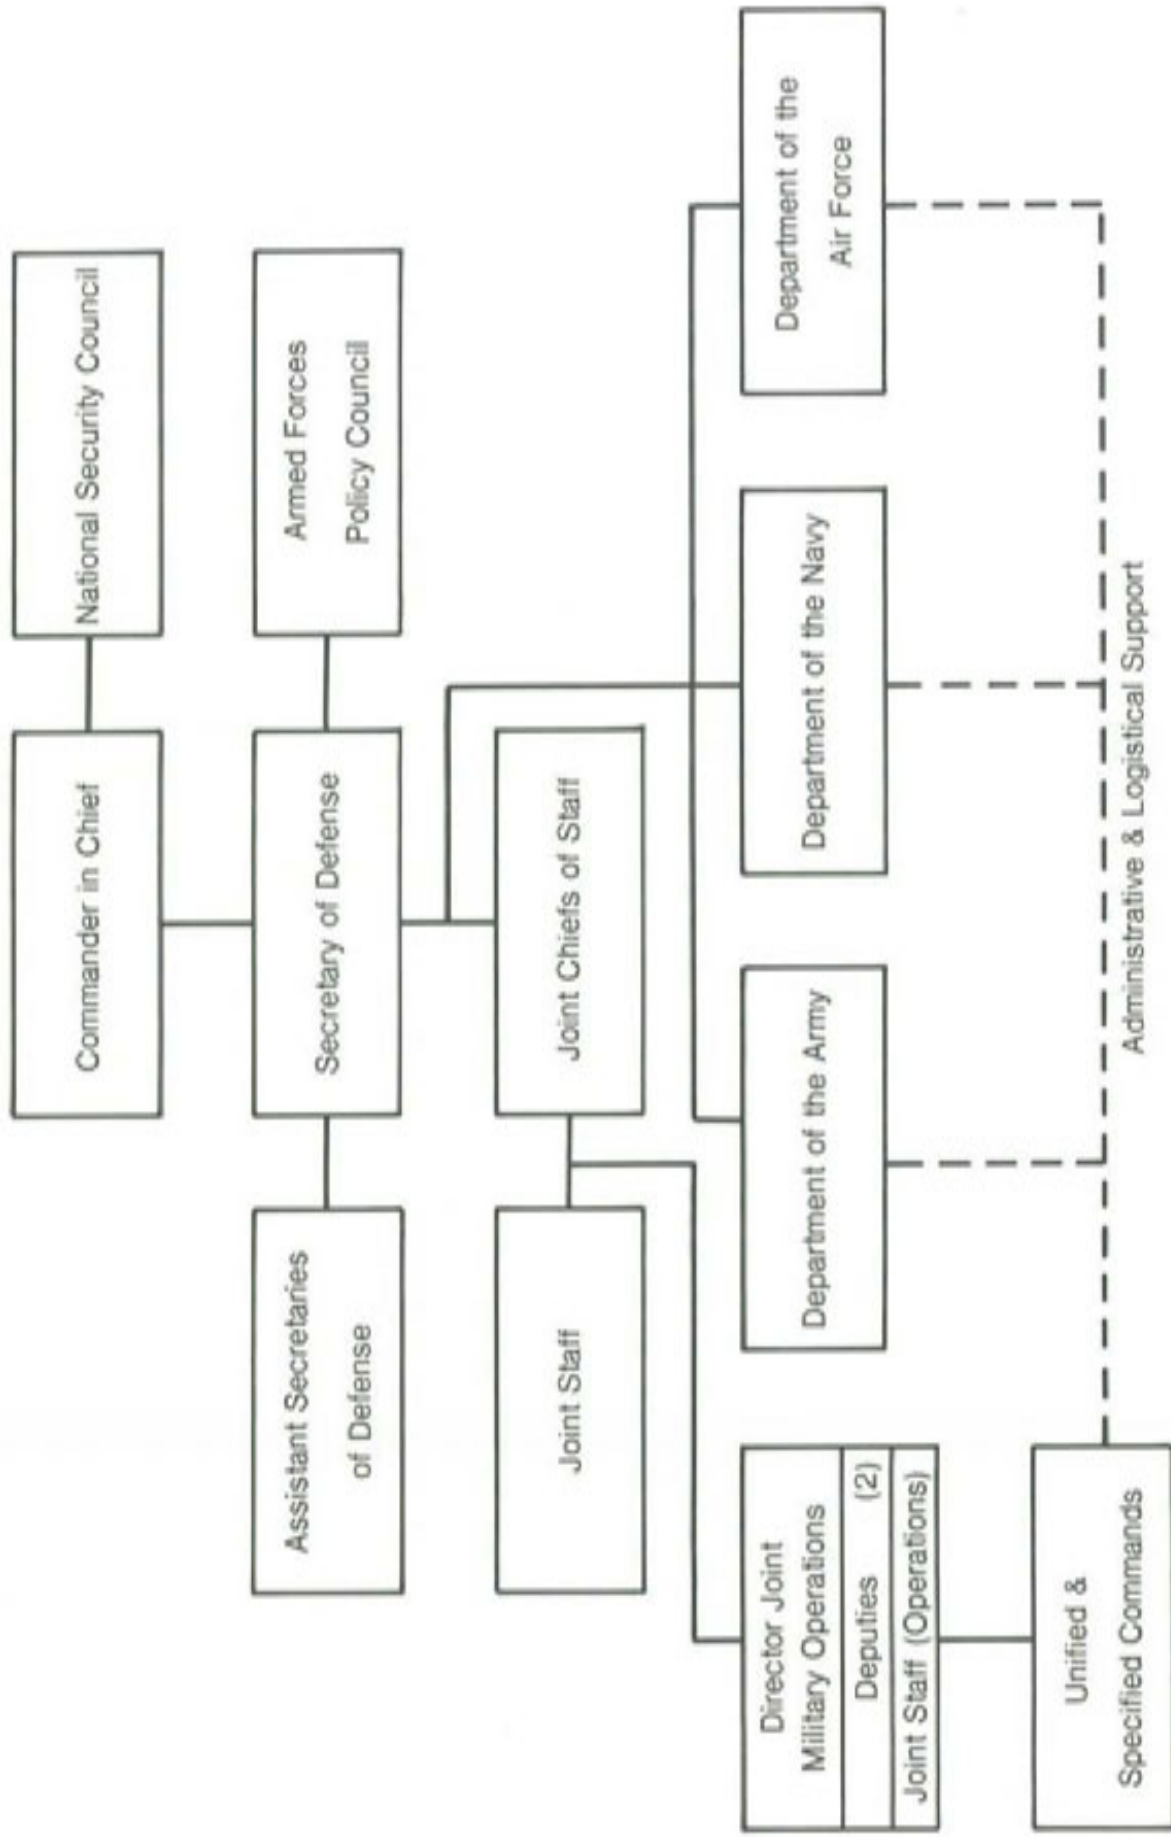 Commander in Chief
National Security Council
Assistant Secretaries
of Defense
Secretary of Defense
Armed Forces
Policy Council
Joint Staff
Joint Chiefs of Staff
Director Joint
Military Operations
Deputies (2)
Joint Staff (Operations)
Department of the Army
Department of the Navy
Department of the
Air Force
Unified &
Specified Commands
Administrative & Logistical Support